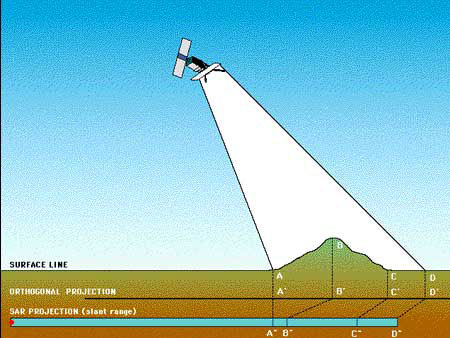 B
SURFACE LINE A C D
ORTHOGONAL PROJECTION A' B' C' D'
SAR PROJECTION (slant range)
A" B" C" D"